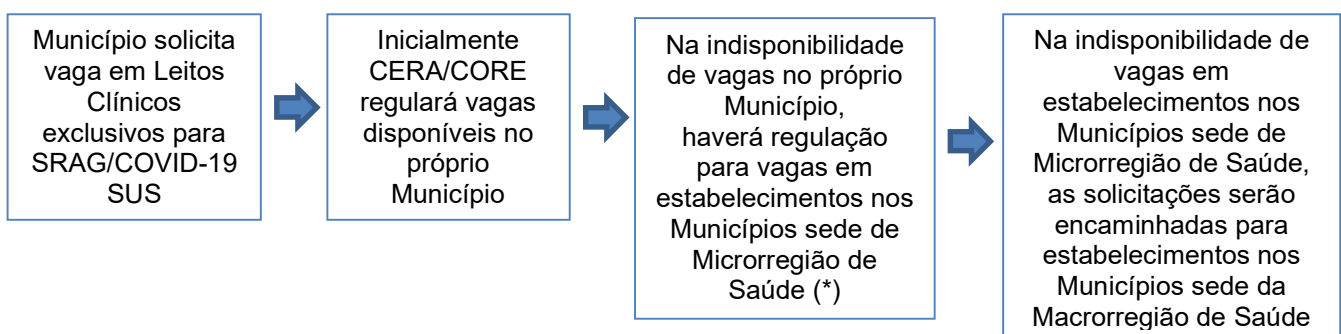 Município solicita
vaga em Leitos
Clínicos
exclusivos para
SRAG/COVID-19
SUS
Inicialmente
CERA/CORE
regulará vagas
disponíveis no
próprio
Município
Na indisponibilidade
de vagas no próprio
Município,
haverá regulação
para vagas em
estabelecimentos nos
Municípios sede de
Microrregião de
Saúde (*)
Na indisponibilidade de
vagas em
estabelecimentos nos
Municípios sede de
Microrregião de Saúde,
as solicitações serão
encaminhadas para
estabelecimentos nos
Municípios sede da
Macrorregião de Saúde